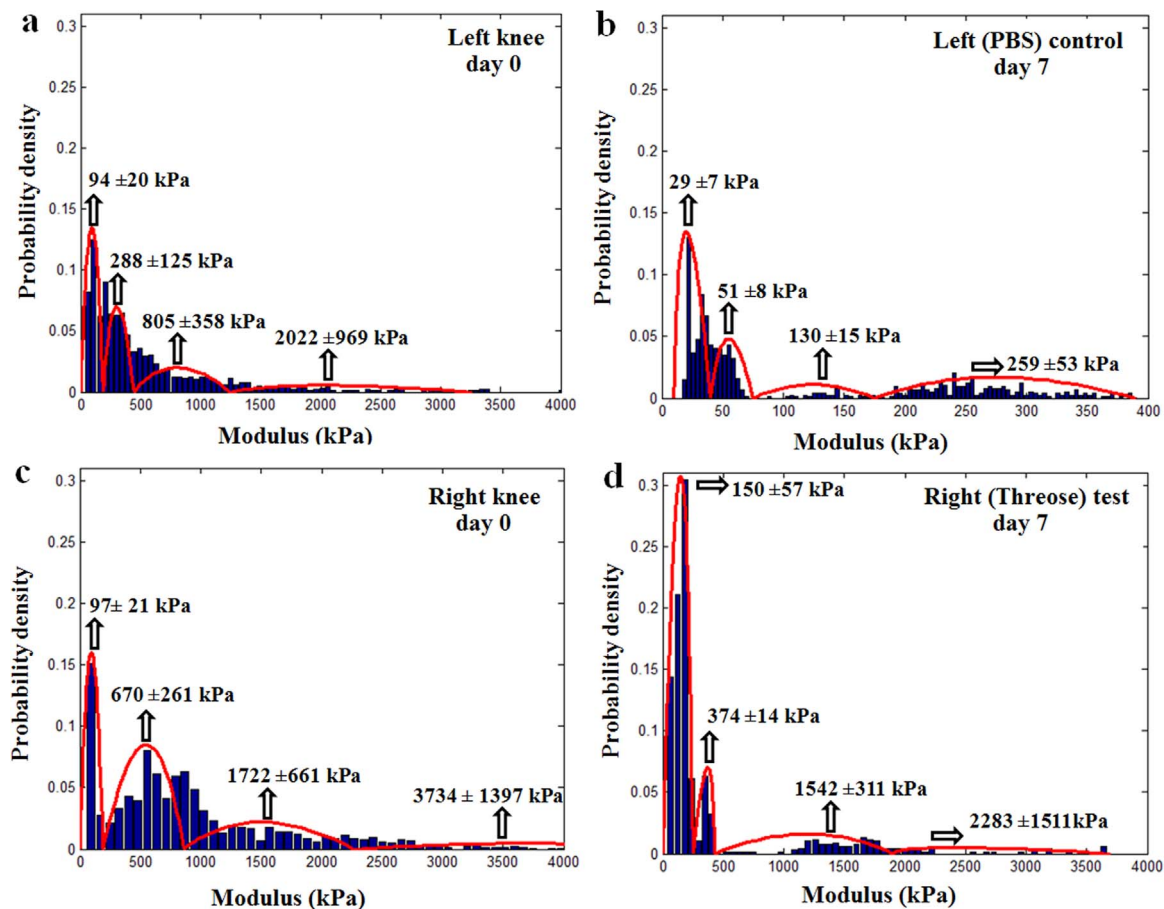 a
Left knee
day 0
94 ±20 kPa
288 ±125 kPa
805 ±358 kPa
2022 ±969 kPa
Probability density
0.3
0.25
0.2
0.15
0.1
0.05
0
0 500 1000 1500 2000 2500 3000 3500 4000
Modulus (kPa)
b
Left (PBS) control
day 7
29 ±7 kPa
51 ±8 kPa
130 ±15 kPa
259 ±53 kPa
Probability density
0.3
0.25
0.2
0.15
0.1
0.05
0
0 50 100 150 200 250 300 350 400
Modulus (kPa)
c
Right knee
day 0
97± 21 kPa
670 ±261 kPa
1722 ±661 kPa
3734 ± 1397 kPa
Probability density
0.3
0.25
0.2
0.15
0.1
0.05
0
0 500 1000 1500 2000 2500 3000 3500 4000
Modulus (kPa)
d
Right (Threose) test
day 7
150 ±57 kPa
374 ±14 kPa
1542 ±311 kPa
2283 ±1511kPa
Probability density
0.3
0.25
0.2
0.15
0.1
0.05
0
0 500 1000 1500 2000 2500 3000 3500 4000
Modulus (kPa)